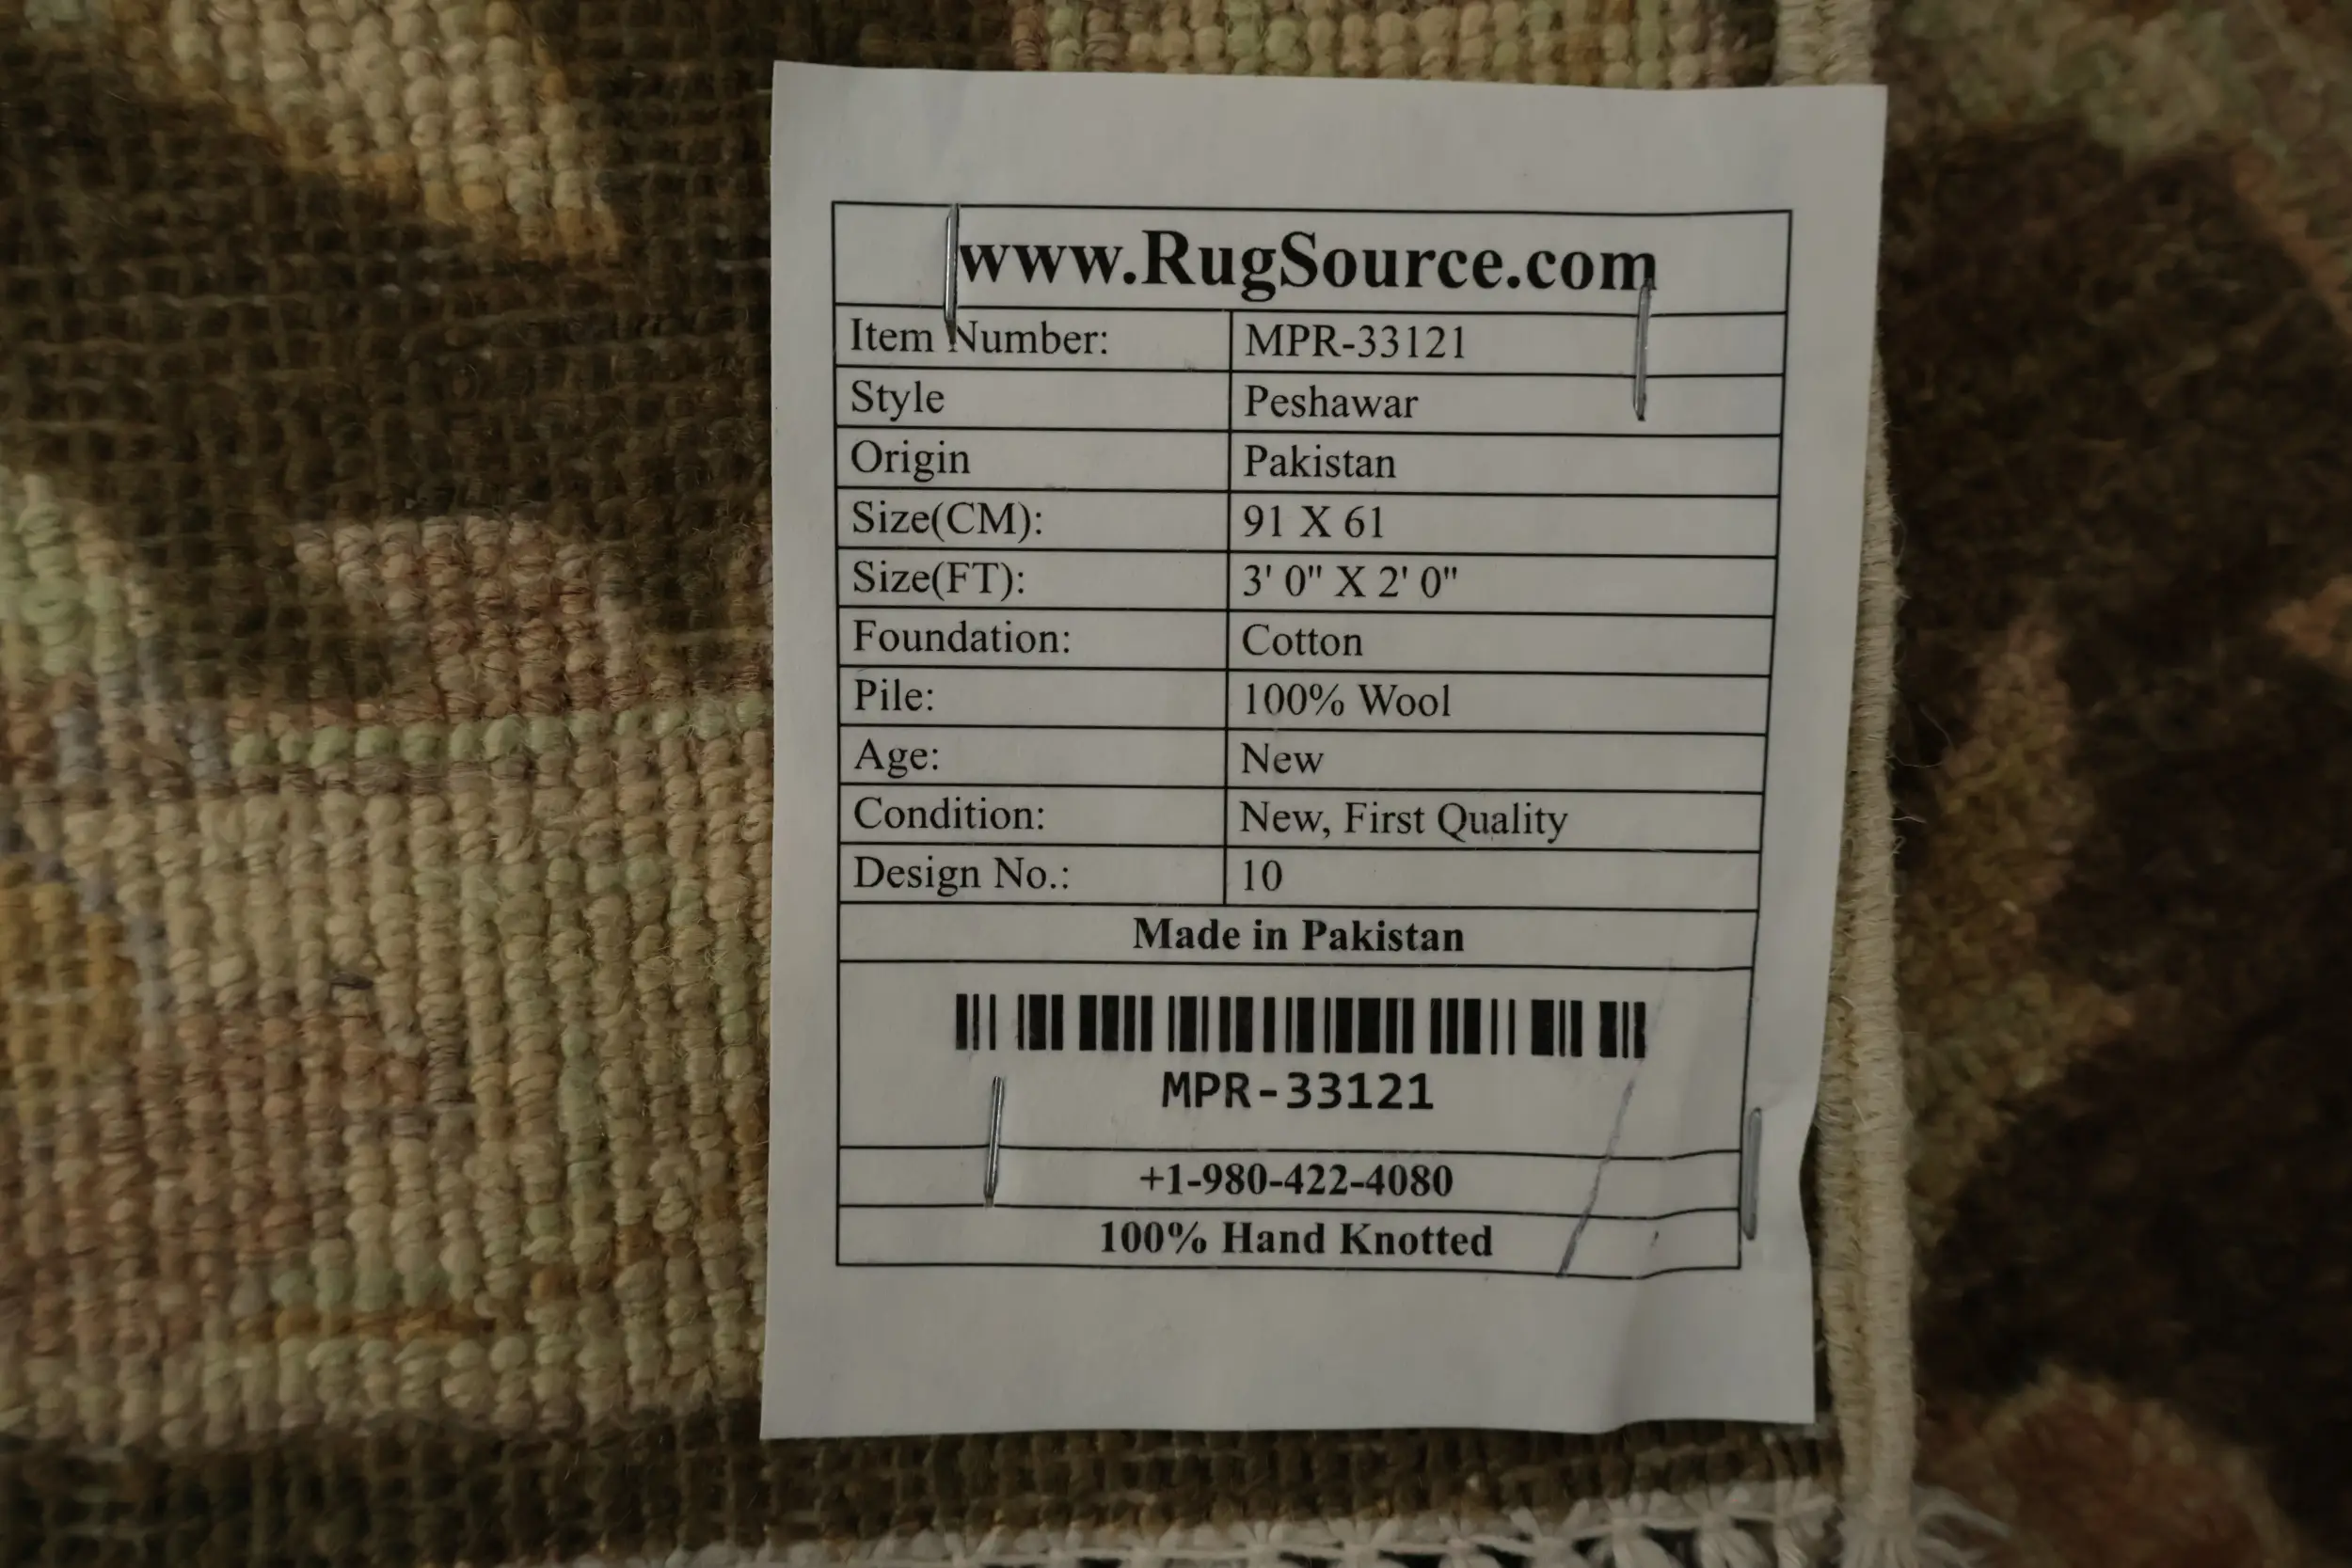 www.RugSource.com
Item Number: MPR-33121
Style Peshawar
Origin Pakistan
Size(CM): 91 X 61
Size(FT): 3' 0" X 2' 0"
Foundation: Cotton
Pile: 100% Wool
Age: New
Condition: New, First Quality
Design No.: 10
Made in Pakistan
MPR-33121
+1-980-422-4080
100% Hand Knotted